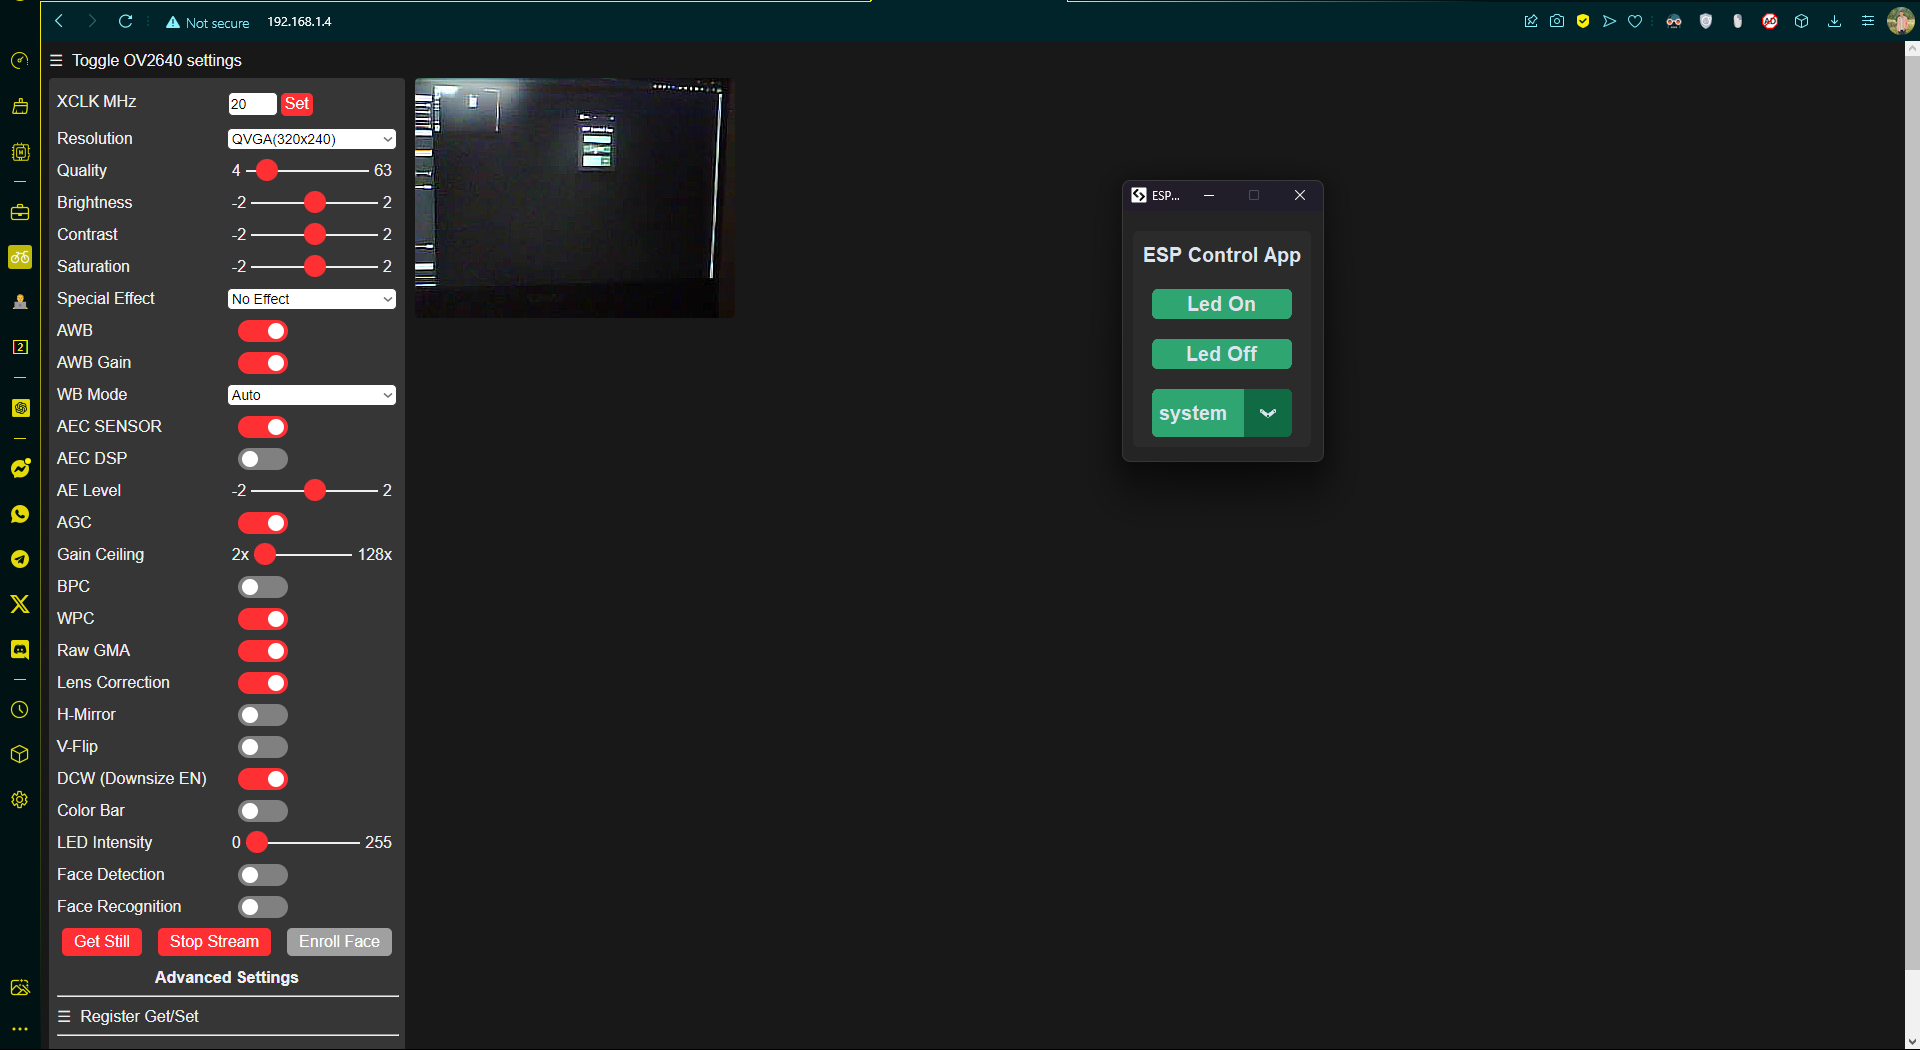 Not secure 192.168.1.4
Toggle OV2640 settings
XCLK MHz 20 Set
Resolution QVGA(320x240)
Quality 4 63
Brightness -2 2
Contrast -2 2
Saturation -2 2
Special Effect No Effect
AWB
AWB Gain
WB Mode Auto
AEC SENSOR
AEC DSP
AE Level -2 2
AGC
Gain Ceiling 2x 128x
BPC
WPC
Raw GMA
Lens Correction
H-Mirror
V-Flip
DCW (Downsize EN)
Color Bar
LED Intensity 0 255
Face Detection
Face Recognition
Get Still Stop Stream Enroll Face
Advanced Settings
Register Get/Set
ESP...
ESP Control App
Led On
Led Off
system
2